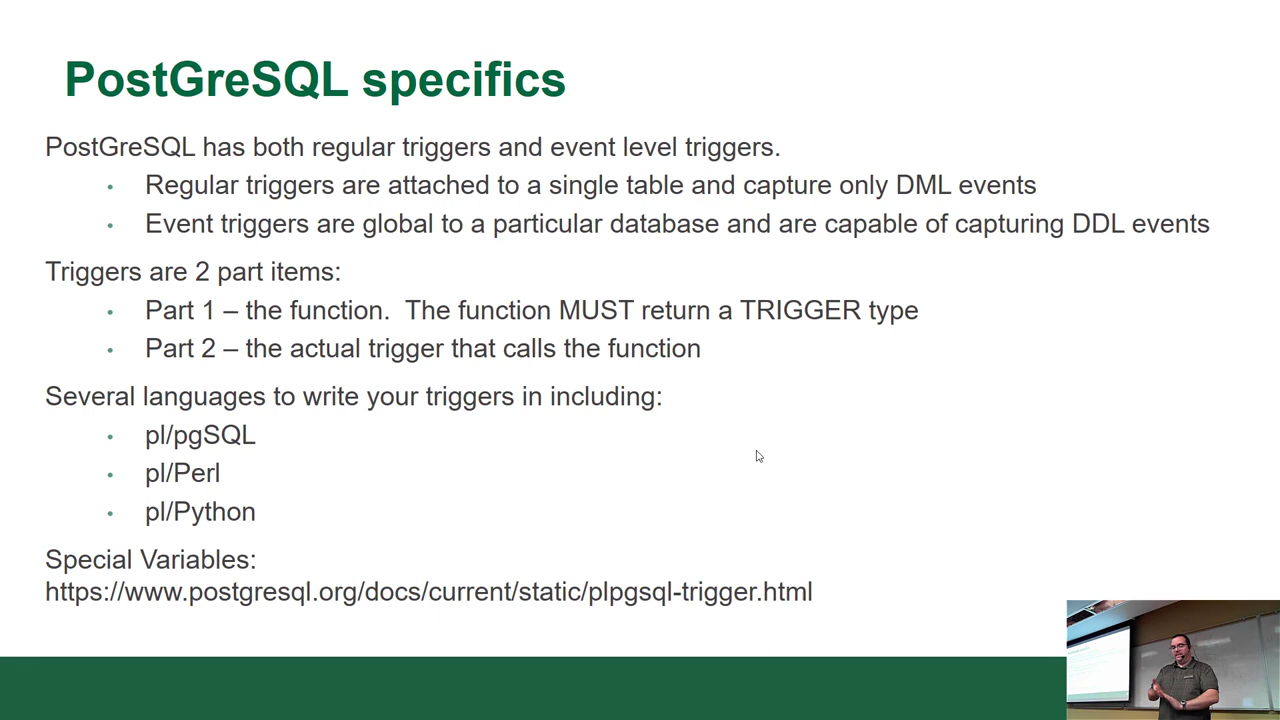 PostGreSQL specifics
PostGreSQL has both regular triggers and event level triggers.
• Regular triggers are attached to a single table and capture only DML events
• Event triggers are global to a particular database and are capable of capturing DDL events
Triggers are 2 part items:
• Part 1 – the function.  The function MUST return a TRIGGER type
• Part 2 – the actual trigger that calls the function
Several languages to write your triggers in including:
• pl/pgSQL
• pl/Perl
• pl/Python
Special Variables:
https://www.postgresql.org/docs/current/static/plpgsql-trigger.html